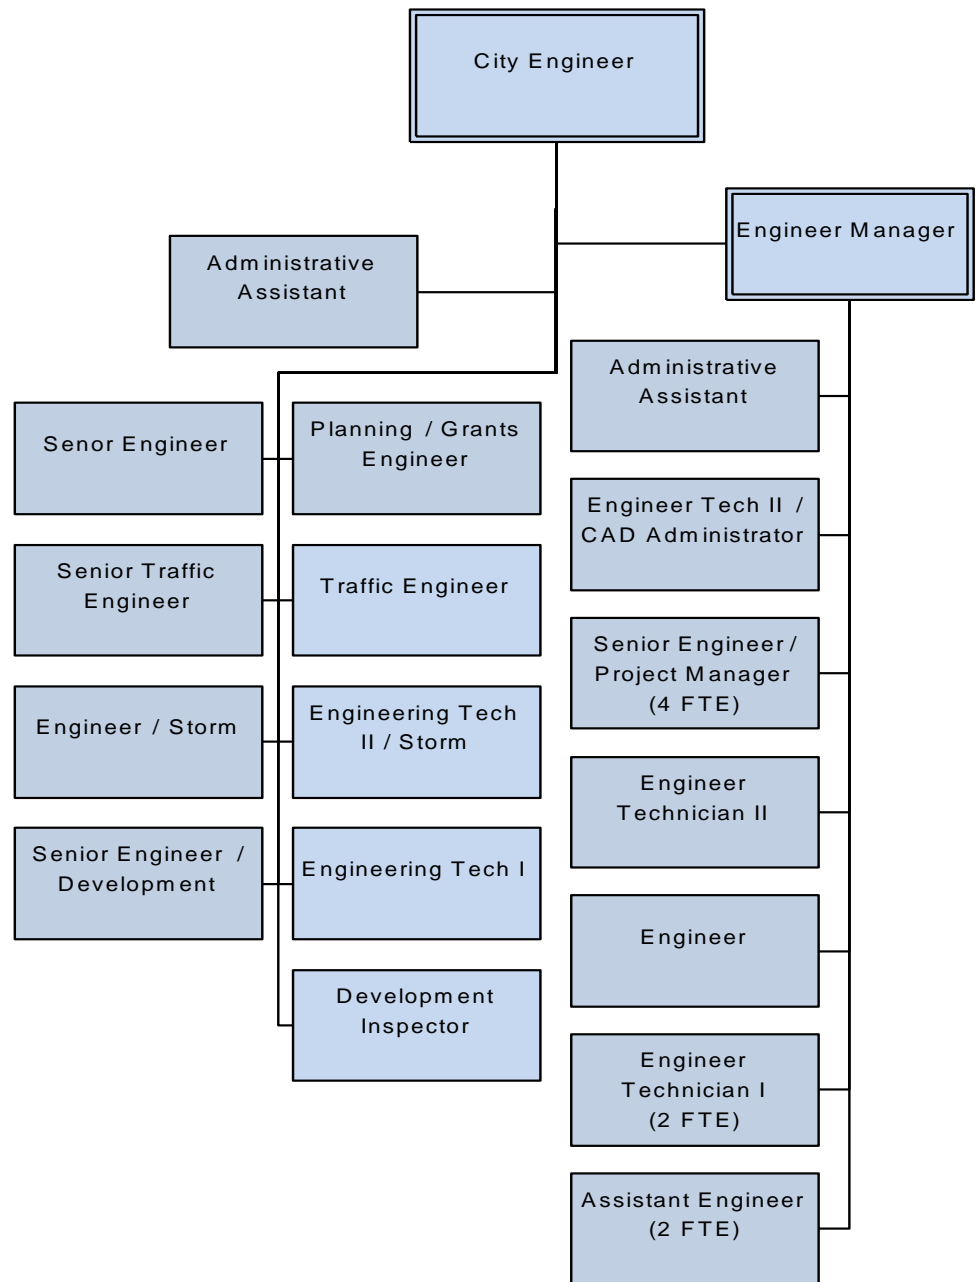 City Engineer
Engineer Manager
Administrative
Assistant
Administrative
Assistant
Senor Engineer
Planning / Grants
Engineer
Engineer Tech II /
CAD Administrator
Senior Traffic
Engineer
Traffic Engineer
Senior Engineer /
Project Manager
(4 FTE)
Engineer / Storm
Engineering Tech
II / Storm
Engineer
Technician II
Senior Engineer /
Development
Engineering Tech I
Engineer
Development
Inspector
Engineer
Technician I
(2 FTE)
Assistant Engineer
(2 FTE)